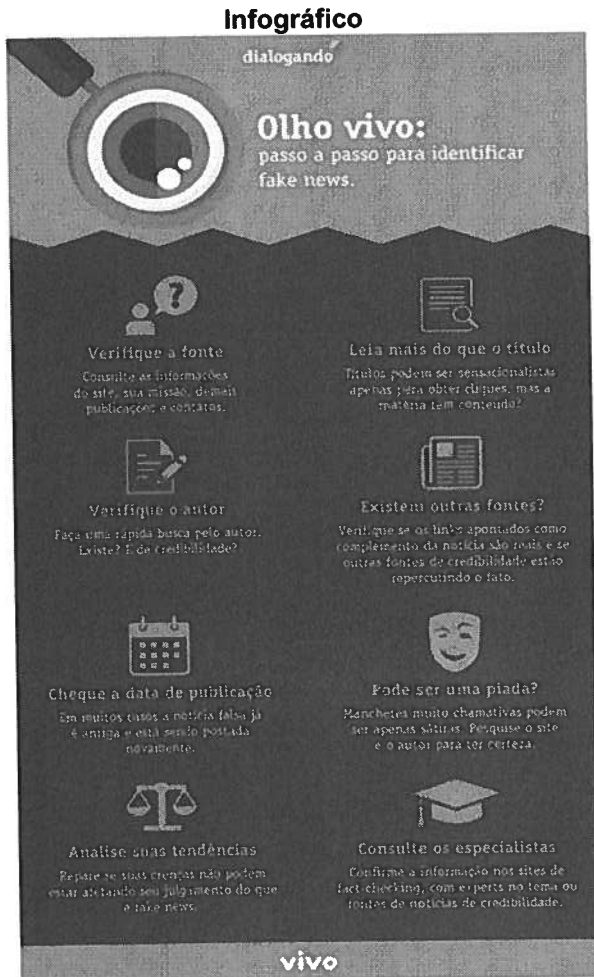 Infográfico
dialogando
Olho vivo:
passo a passo para identificar
fake news.
Verifique a fonte
Consulte as informações
do site, sua missão, demais
publicações e contatos.
Leia mais do que o título
Títulos podem ser sensacionalistas
apenas para obter cliques, mas a
matéria tem conteúdo?
Verifique o autor
Faça uma rápida busca pelo autor.
Existe? É de credibilidade?
Existem outras fontes?
Verifique se os links apontados como
complemento da notícia são reais e se
outras fontes de credibilidade estão
repercutindo o fato.
Cheque a data de publicação
Em muitos casos a notícia falsa já
é antiga e está sendo postada
novamente.
Pode ser uma piada?
Manchetes muito chamativas podem
ser apenas sátiras. Pesquise o site
e o autor para ter certeza.
Analise suas tendências
Repare se suas crenças não podem
estar afetando seu julgamento do que
é fake news.
Consulte os especialistas
Confirme a informação nos sites de
fact-checking, com experts no tema ou
fontes de notícias de credibilidade.
vivo